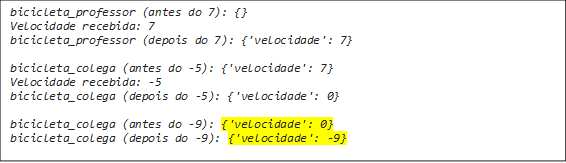 bicicleta_professor (antes do 7): {}
Velocidade recebida: 7
bicicleta_professor (depois do 7): {'velocidade': 7}
bicicleta_colega (antes do -5): {'velocidade': 7}
Velocidade recebida: -5
bicicleta_colega (depois do -5): {'velocidade': 0}
bicicleta_colega (antes do -9): {'velocidade': 0}
bicicleta_colega (depois do -9): {'velocidade': -9}